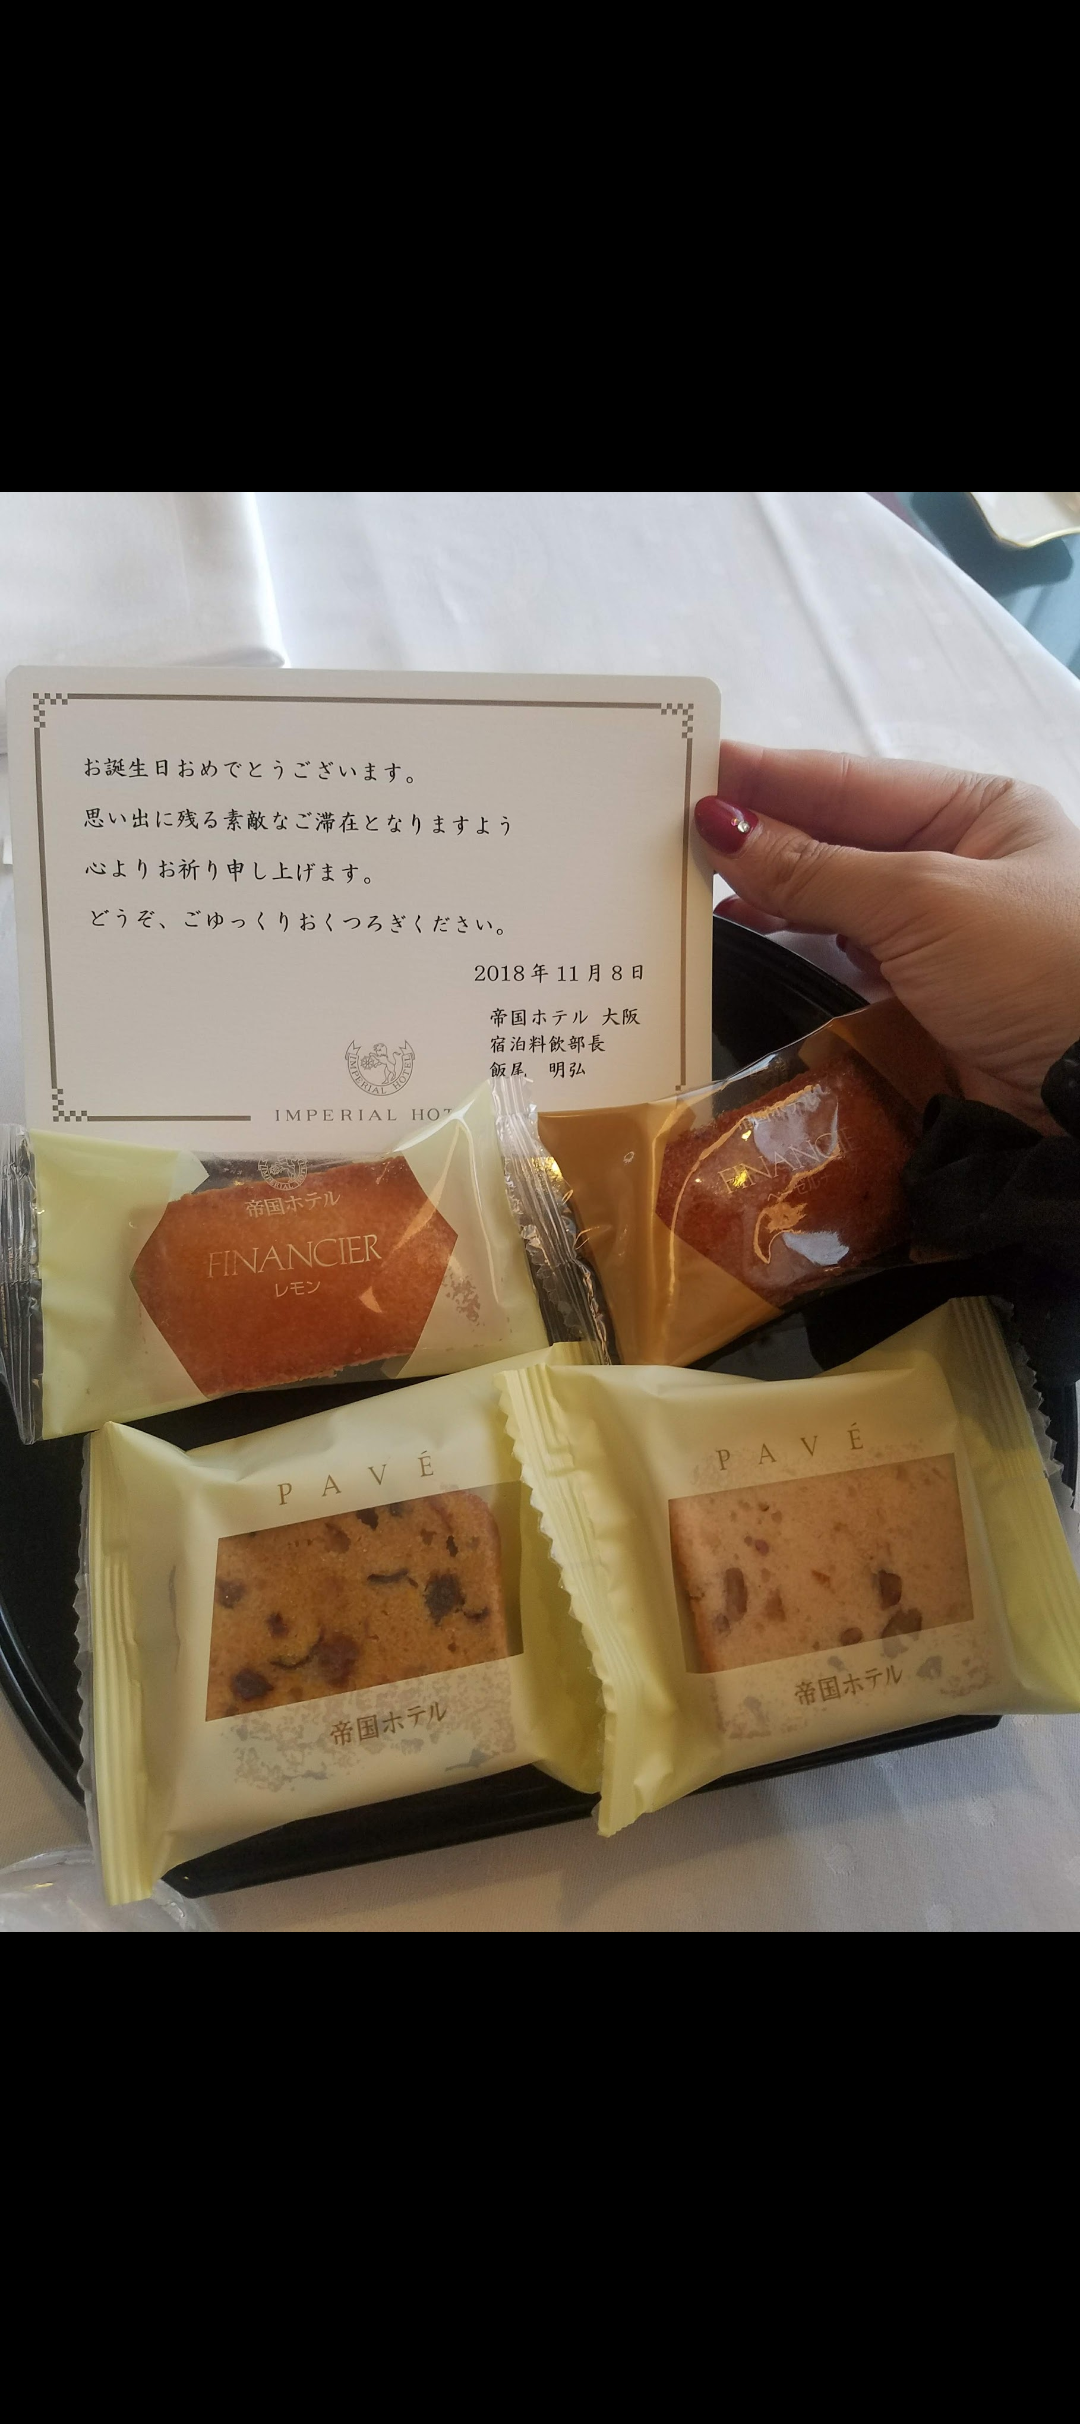 お誕生日おめでとうございます。
思い出に残る素敵なご滞在となりますよう
心よりお祈り申し上げます。
どうぞ、ごゆっくりおくつろぎください。
2018年11月8日
帝国ホテル 大阪
宿泊料飲部長
飯尾 明弘
IMPERIAL HOTEL
IMPERIAL HOT
帝国ホテル
FINANCIER
レモン
FINANCIE
PAVÉ
帝国ホテル
PAVÉ
帝国ホテル